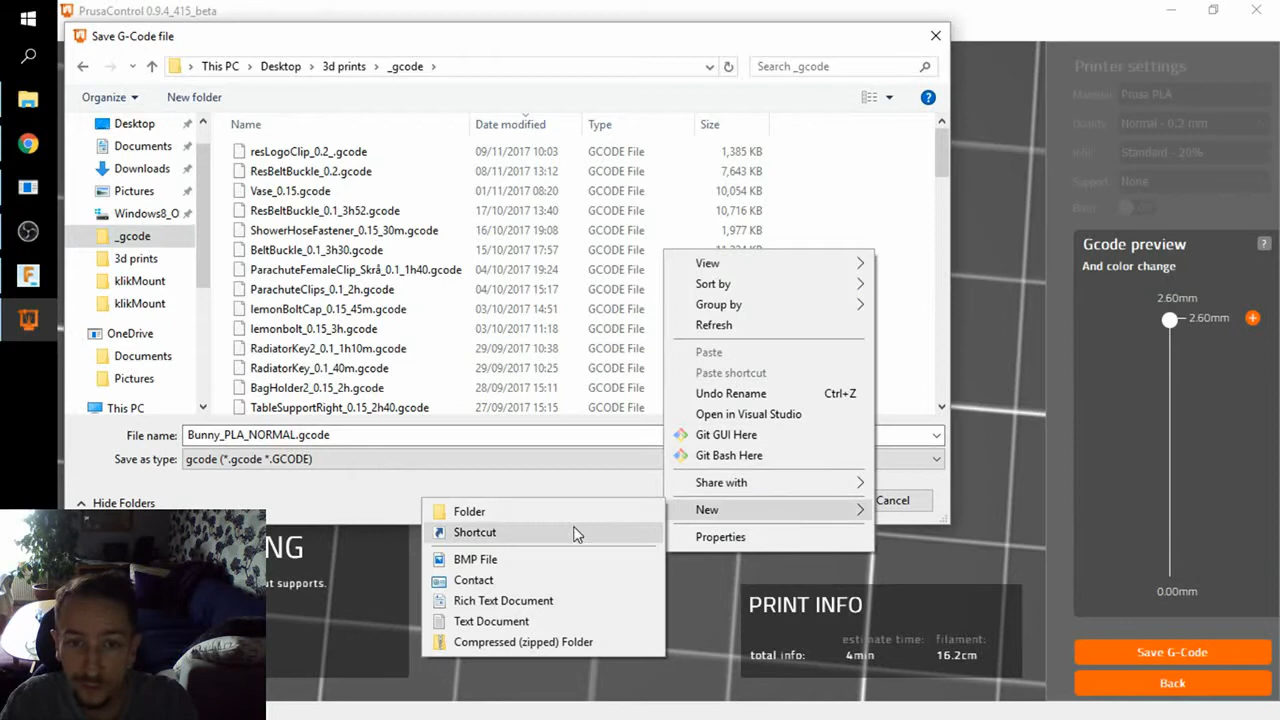 PrusaControl 0.9.4_415_beta
Save G-Code file
This PC > Desktop > 3d prints > _gcode >
Search _gcode
Organize
New folder
Name
Date modified
Type
Size
Desktop
Documents
Downloads
Pictures
Windows8_O
_gcode
3d prints
klikMount
klikMount
OneDrive
Documents
Pictures
This PC
resLogoClip_0.2_.gcode 09/11/2017 10:03 GCODE File 1,385 KB
ResBeltBuckle_0.2.gcode 08/11/2017 13:12 GCODE File 7,643 KB
Vase_0.15.gcode 01/11/2017 08:20 GCODE File 10,054 KB
ResBeltBuckle_0.1_3h52.gcode 17/10/2017 13:40 GCODE File 10,716 KB
ShowerHoseFastener_0.15_30m.gcode 16/10/2017 19:08 GCODE File 1,977 KB
BeltBuckle_0.1_3h30.gcode 15/10/2017 17:57 GCODE File
ParachuteFemaleClip_Skrå_0.1_1h40.gcode 04/10/2017 19:24 GCODE File
ParachuteClips_0.1_2h.gcode 04/10/2017 15:17 GCODE File
lemonBoltCap_0.15_45m.gcode 03/10/2017 14:51 GCODE File
lemonbolt_0.15_3h.gcode 03/10/2017 11:18 GCODE File
RadiatorKey2_0.15_1h10m.gcode 29/09/2017 10:38 GCODE File
RadiatorKey_0.1_40m.gcode 29/09/2017 10:25 GCODE File
BagHolder2_0.15_2h.gcode 28/09/2017 15:11 GCODE File
TableSupportRight_0.15_2h40.gcode 27/09/2017 15:15 GCODE File
File name: Bunny_PLA_NORMAL.gcode
Save as type: gcode (*.gcode *.GCODE)
Hide Folders
Cancel
View
Sort by
Group by
Refresh
Paste
Paste shortcut
Undo Rename Ctrl+Z
Open in Visual Studio
Git GUI Here
Git Bash Here
Share with
New
Properties
Folder
Shortcut
BMP File
Contact
Rich Text Document
Text Document
Compressed (zipped) Folder
NG
ut supports.
PRINT INFO
estimate time: filament:
total info: 4min 16.2cm
Printer settings
Prusa PLA
Quality: Normal - 0.2 mm
Standard - 20%
Support: None
Gcode preview
?
And color change
2.60mm
2.60mm
0.00mm
Save G-Code
Back